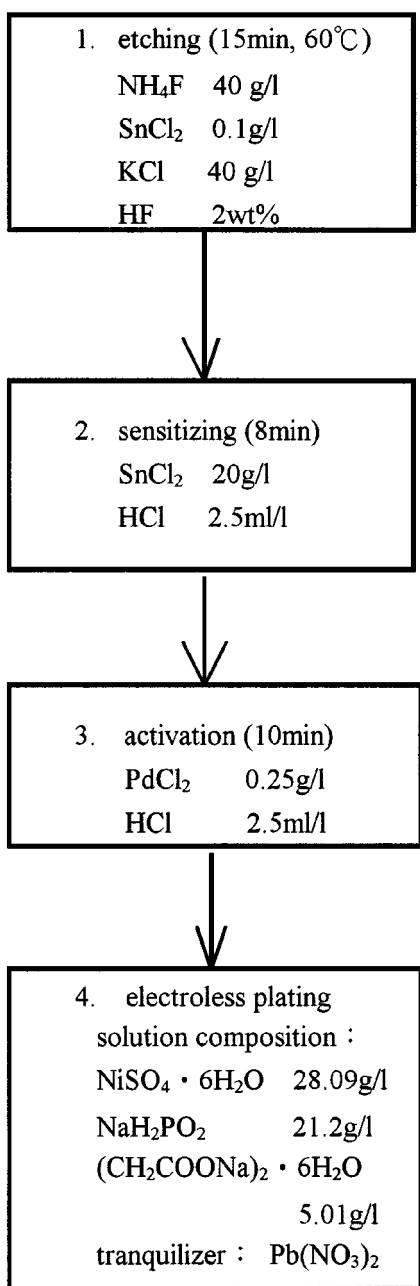 1. etching (15min, 60℃)
NH₄F 40 g/l
SnCl₂ 0.1g/l
KCl 40 g/l
HF 2wt%
2. sensitizing (8min)
SnCl₂ 20g/l
HCl 2.5ml/l
3. activation (10min)
PdCl₂ 0.25g/l
HCl 2.5ml/l
4. electroless plating
solution composition：
NiSO₄・6H₂O 28.09g/l
NaH₂PO₂ 21.2g/l
(CH₂COONa)₂・6H₂O
5.01g/l
tranquilizer： Pb(NO₃)₂